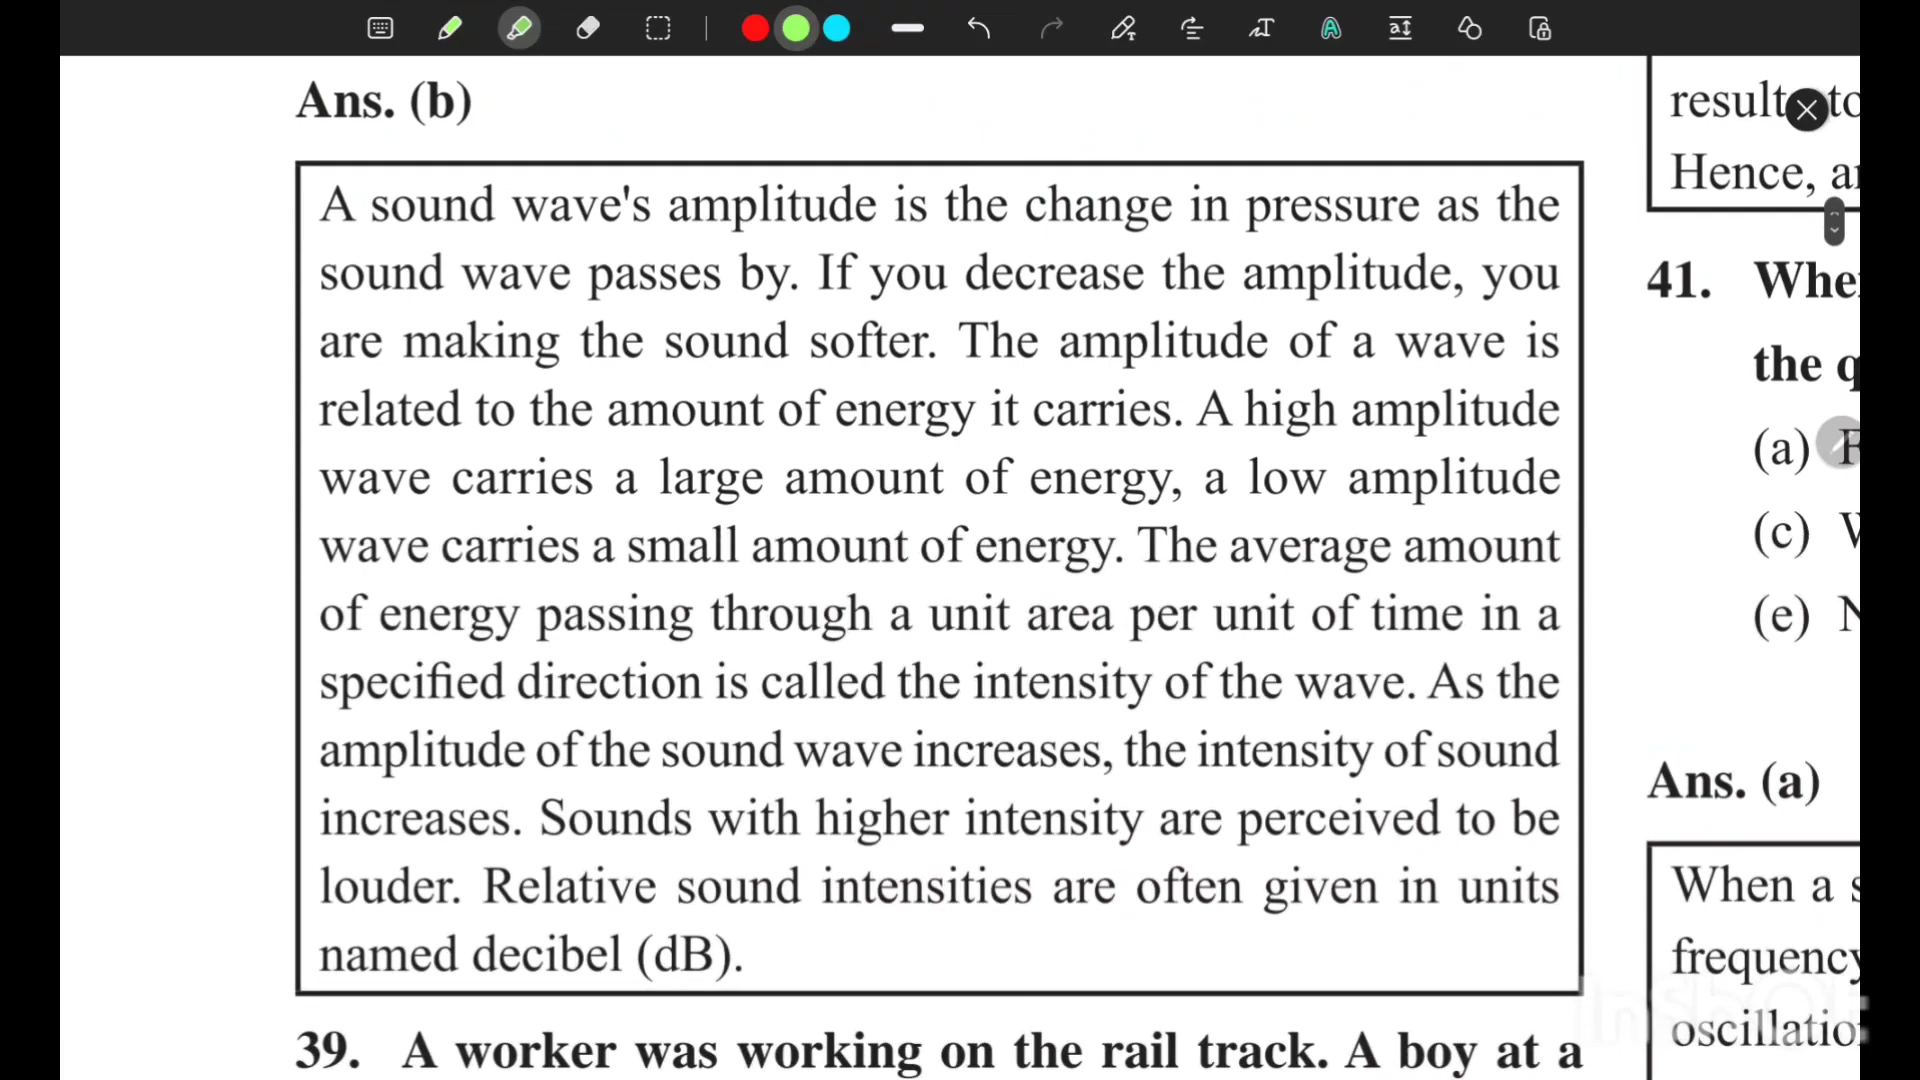 Ans. (b)
A sound wave's amplitude is the change in pressure as the
sound wave passes by. If you decrease the amplitude, you
are making the sound softer. The amplitude of a wave is
related to the amount of energy it carries. A high amplitude
wave carries a large amount of energy, a low amplitude
wave carries a small amount of energy. The average amount
of energy passing through a unit area per unit of time in a
specified direction is called the intensity of the wave. As the
amplitude of the sound wave increases, the intensity of sound
increases. Sounds with higher intensity are perceived to be
louder. Relative sound intensities are often given in units
named decibel (dB).
39. A worker was working on the rail track. A boy at a
to
Hence,
41.
the
(a)
(c)
(e)
Ans. (a)
When a